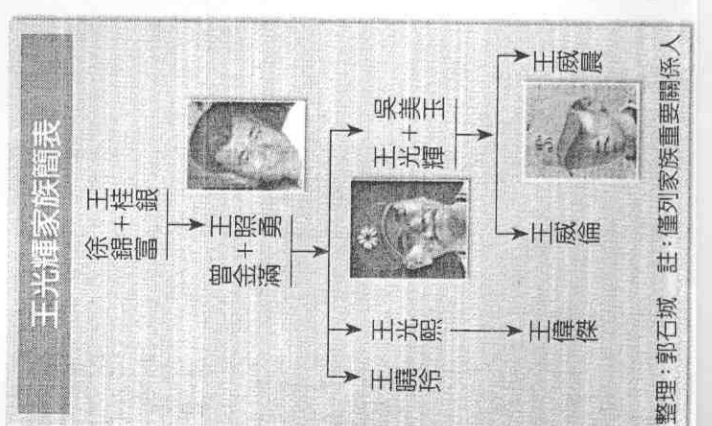 王光輝家族簡表
徐錦富 + 王桂銀
曾金滿 + 王照勇
王曉玲
王光熙
王光輝 + 吳美玉
王偉傑
王威倫
王威晨
整理：郭石城 註：僅列家族重要關係人